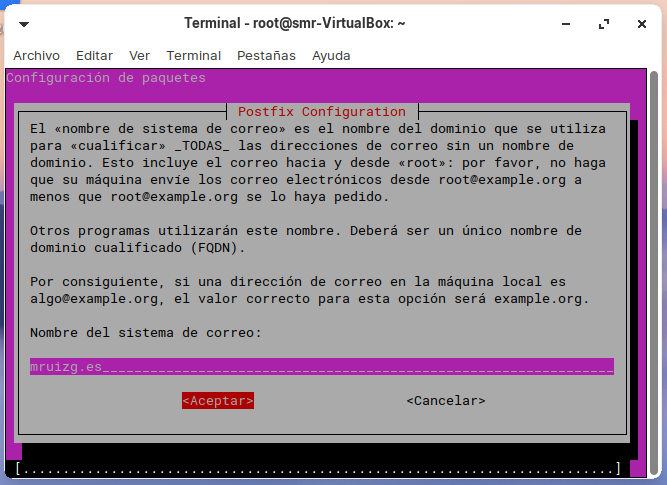 Terminal - root@smr-VirtualBox: ~
Archivo Editar Ver Terminal Pestañas Ayuda
Configuración de paquetes
Postfix Configuration
El «nombre de sistema de correo» es el nombre del dominio que se utiliza
para «cualificar» _TODAS_ las direcciones de correo sin un nombre de
dominio. Esto incluye el correo hacia y desde «root»: por favor, no haga
que su máquina envíe los correo electrónicos desde root@example.org a
menos que root@example.org se lo haya pedido.
Otros programas utilizarán este nombre. Deberá ser un único nombre de
dominio cualificado (FQDN).
Por consiguiente, si una dirección de correo en la máquina local es
algo@example.org, el valor correcto para esta opción será example.org.
Nombre del sistema de correo:
mruizg.es________________________________________________________________
<Aceptar> <Cancelar>
[..........................................................................]